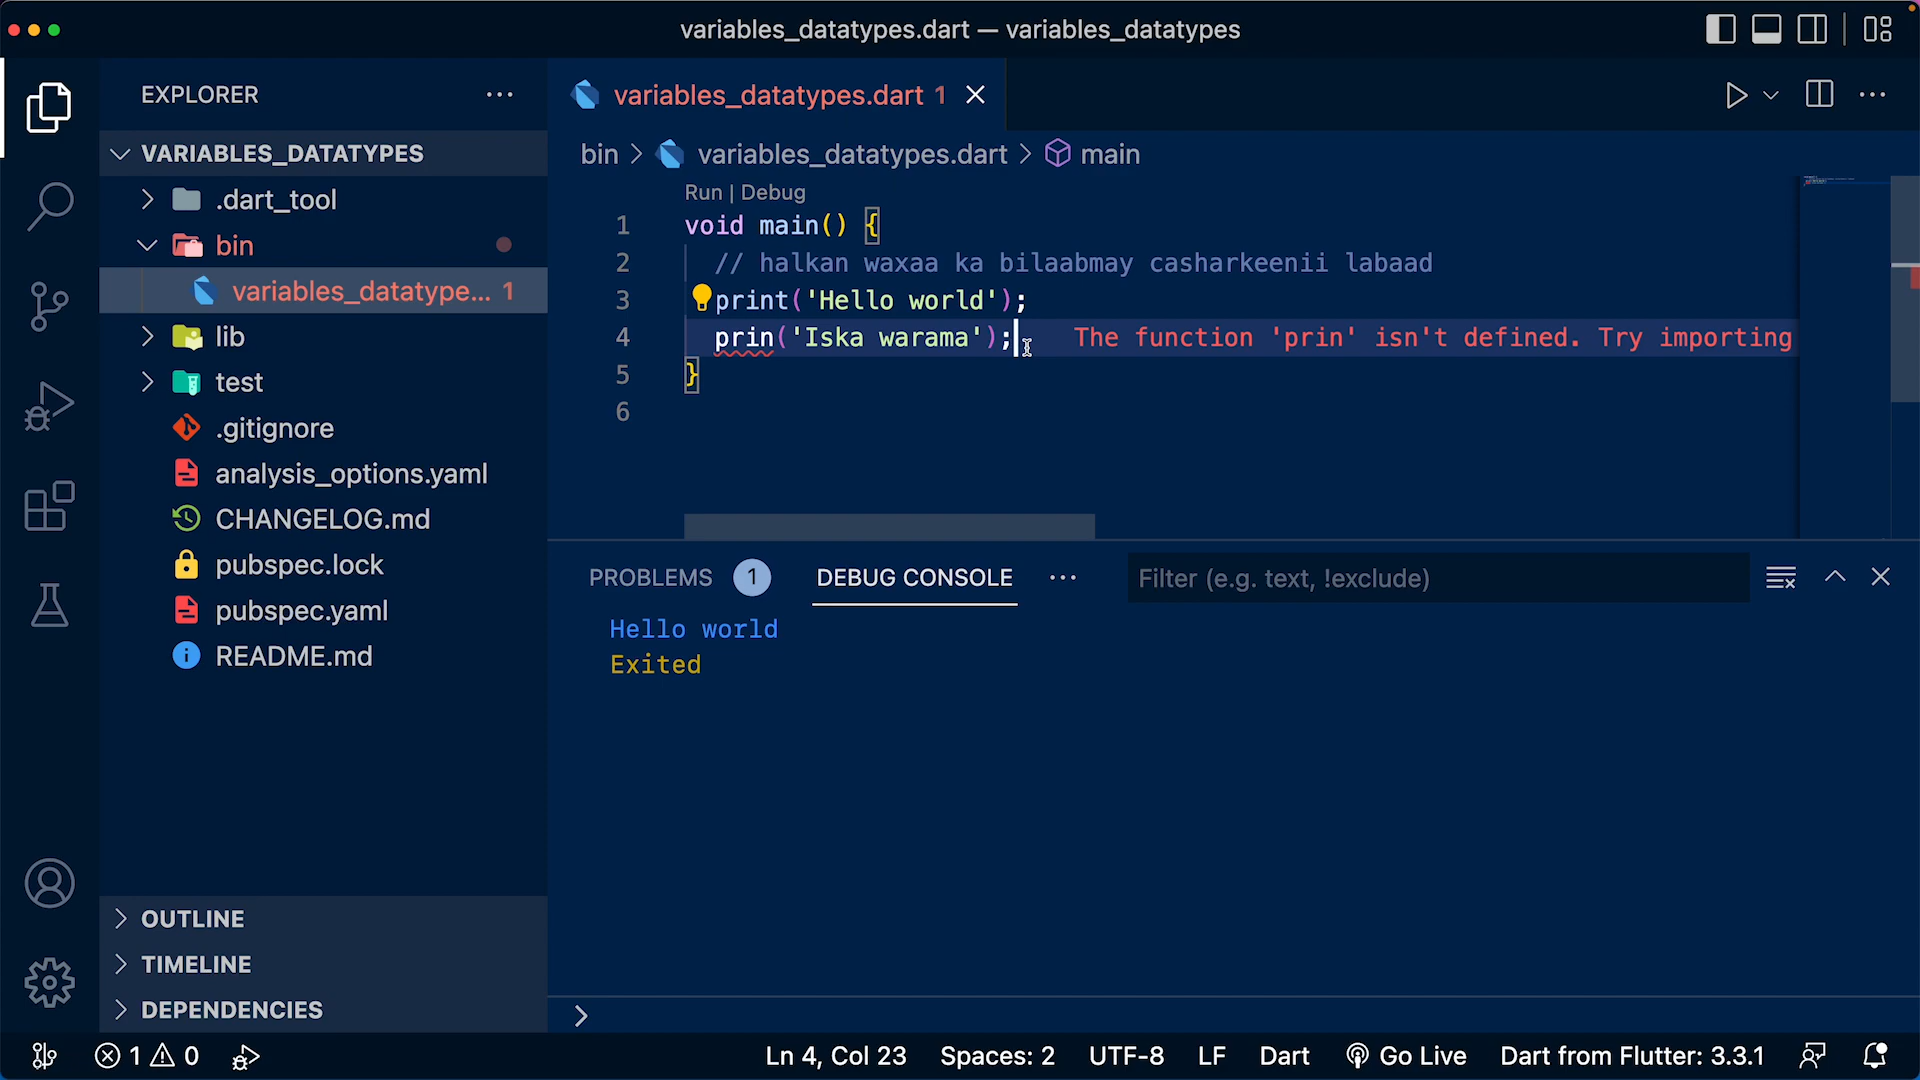 variables_datatypes.dart — variables_datatypes
EXPLORER
VARIABLES_DATATYPES
.dart_tool
bin
variables_datatype... 1
lib
test
.gitignore
analysis_options.yaml
CHANGELOG.md
pubspec.lock
pubspec.yaml
README.md
OUTLINE
TIMELINE
DEPENDENCIES
variables_datatypes.dart 1
bin > variables_datatypes.dart > main
Run | Debug
1 void main() {
2 // halkan waxaa ka bilaabmay casharkeenii labaad
3 print('Hello world');
4 prin('Iska warama'); The function 'prin' isn't defined. Try importing
5 }
6
PROBLEMS 1 DEBUG CONSOLE ... Filter (e.g. text, !exclude)
Hello world
Exited
>
1 0 Ln 4, Col 23 Spaces: 2 UTF-8 LF Dart Go Live Dart from Flutter: 3.3.1